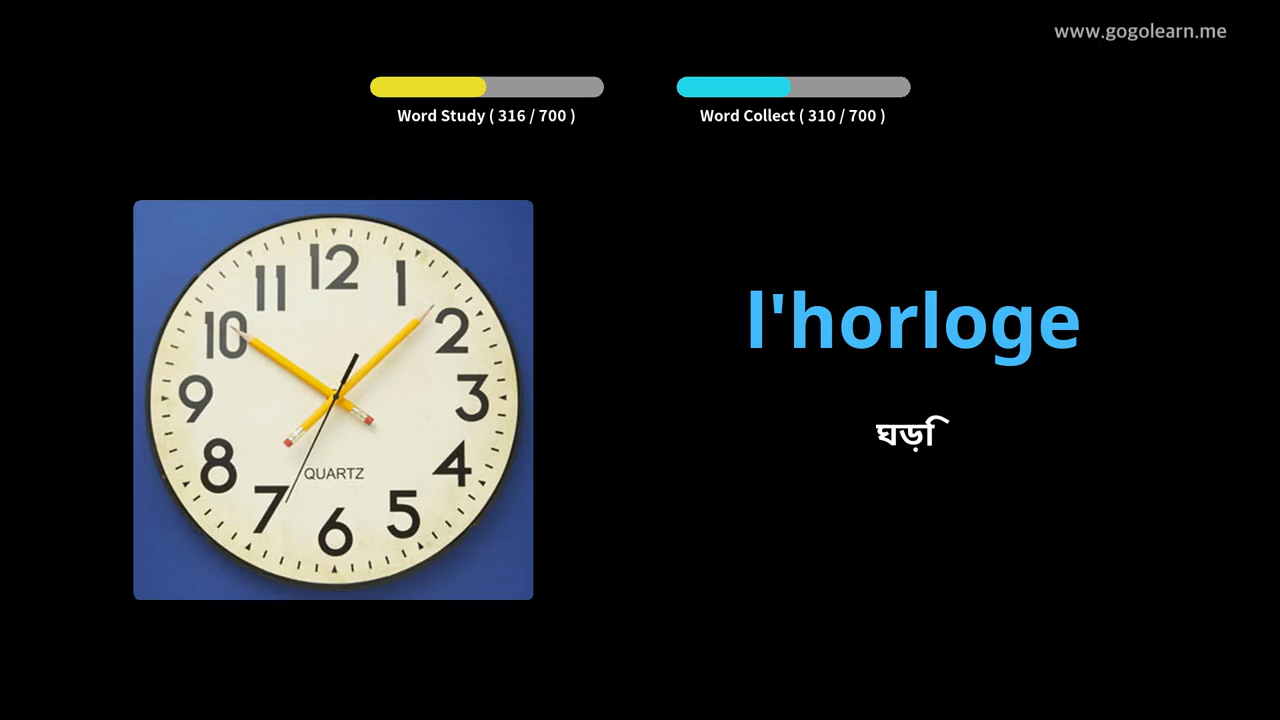 www.gogolearn.me
Word Study ( 316 / 700 )
Word Collect ( 310 / 700 )
12
11 1
10 2
9 3
8 4
QUARTZ
7 5
6
l'horloge
ঘড়ি